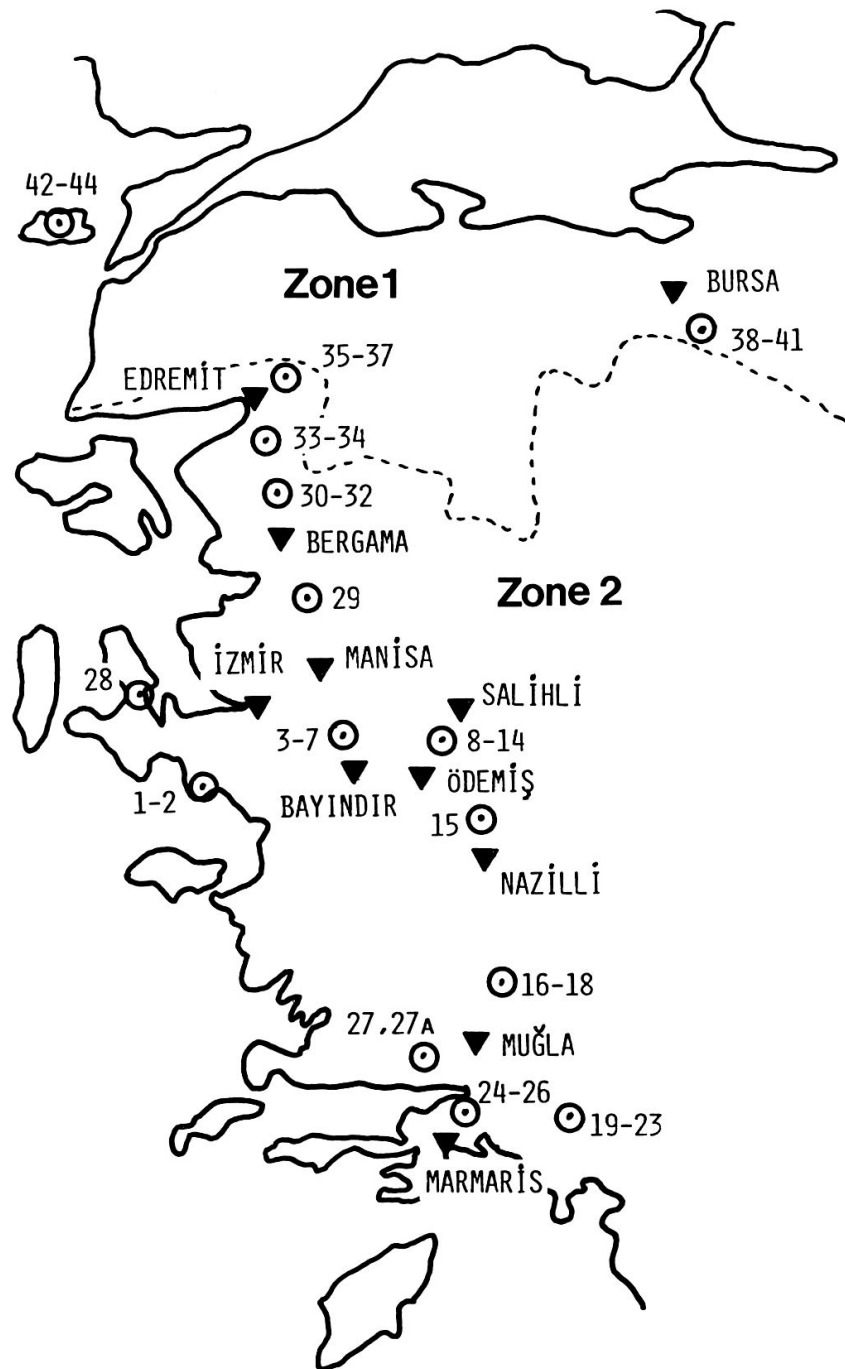 42-44
Zone 1
BURSA
38-41
35-37
EDREMİT
33-34
30-32
BERGAMA
29
Zone 2
İZMİR
MANİSA
28
SALİHLİ
3-7
8-14
1-2
BAYINDIR
ÖDEMİŞ
15
NAZİLLİ
16-18
27,27A
MUĞLA
24-26
19-23
MARMARİS